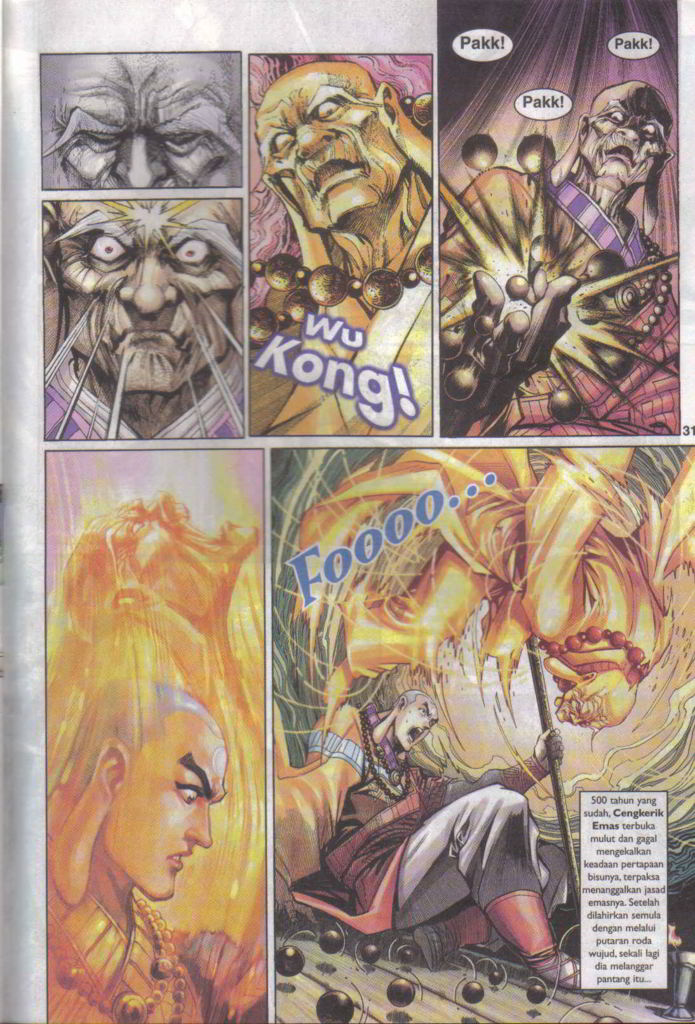 Pakk!
Pakk!
Pakk!
Wu
Kong!
31
Foooo...
500 tahun yang
sudah, Cengkerik
Emas terbuka
mulut dan gagal
mengekalkan
keadaan pertapaan
bisunya, terpaksa
menanggalkan jasad
emasnya. Setelah
dilahirkan semula
dengan melalui
putaran roda
wujud, sekali lagi
dia melanggar
pantang itu...